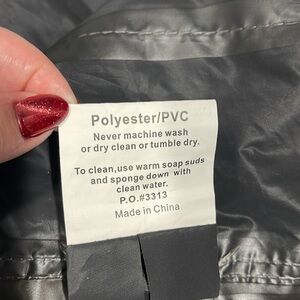 Polyester/PVC
Never machine wash
or dry clean or tumble dry.
To clean,use warm soap suds
and sponge down with
clean water.
P.O.#3313
Made in China